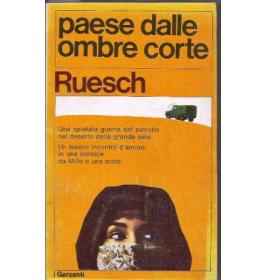 paese dalle
ombre corte
Ruesch
Una spietata guerra del petrolio
nel deserto della grande sete
Un tenero incontro d'amore
in una cornice
da Mille e una notte
i Garzanti